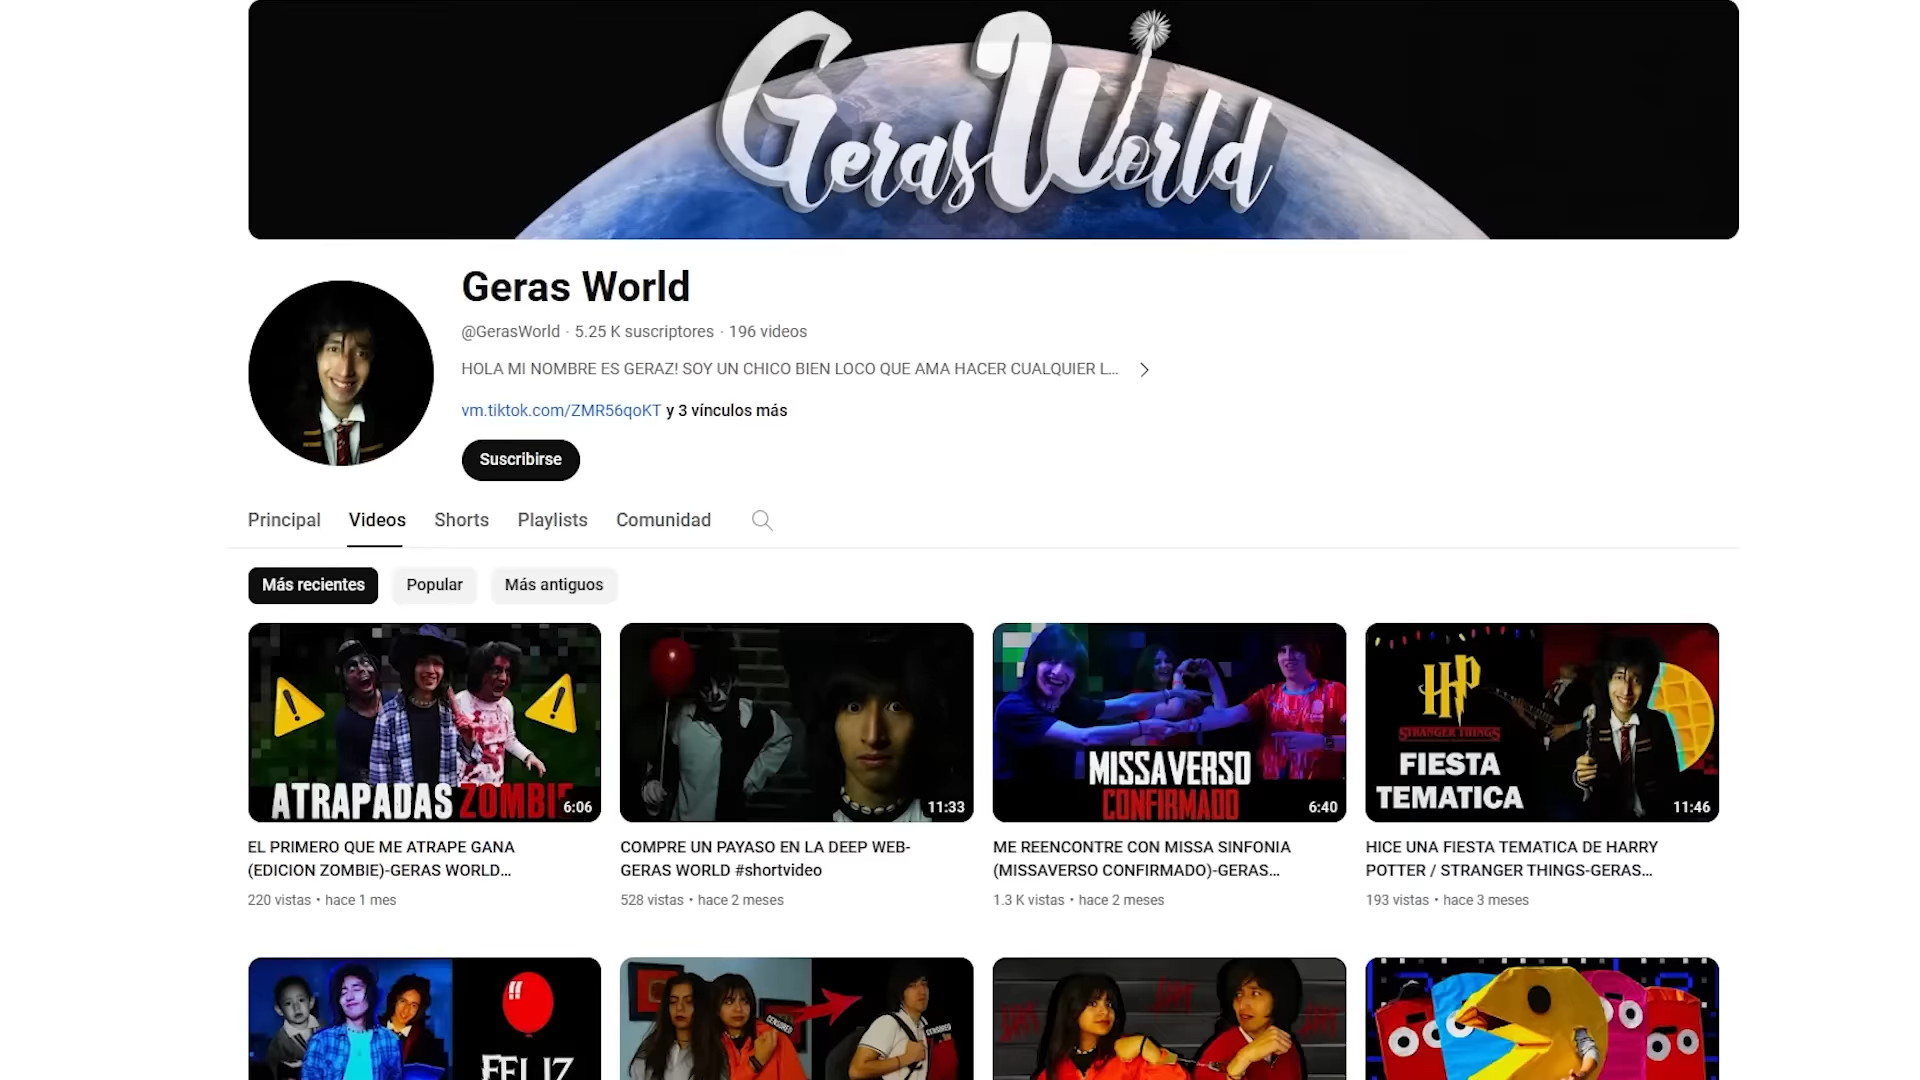 Geras World
Geras World
@GerasWorld · 5.25 K suscriptores · 196 videos
HOLA MI NOMBRE ES GERAZ! SOY UN CHICO BIEN LOCO QUE AMA HACER CUALQUIER L...
vm.tiktok.com/ZMR56qoKT y 3 vínculos más
Suscribirse
Principal Videos Shorts Playlists Comunidad
Más recientes Popular Más antiguos
ATRAPADAS ZOMBIE
6:06
11:33
MISSAVERSO
CONFIRMADO
6:40
HP
STRANGER THINGS
FIESTA
TEMATICA
11:46
EL PRIMERO QUE ME ATRAPE GANA
(EDICION ZOMBIE)-GERAS WORLD...
220 vistas • hace 1 mes
COMPRE UN PAYASO EN LA DEEP WEB-
GERAS WORLD #shortvideo
528 vistas • hace 2 meses
ME REENCONTRE CON MISSA SINFONIA
(MISSAVERSO CONFIRMADO)-GERAS...
1.3 K vistas • hace 2 meses
HICE UNA FIESTA TEMATICA DE HARRY
POTTER / STRANGER THINGS-GERAS...
193 vistas • hace 3 meses
FELIZ
CENSORED
CENSORED